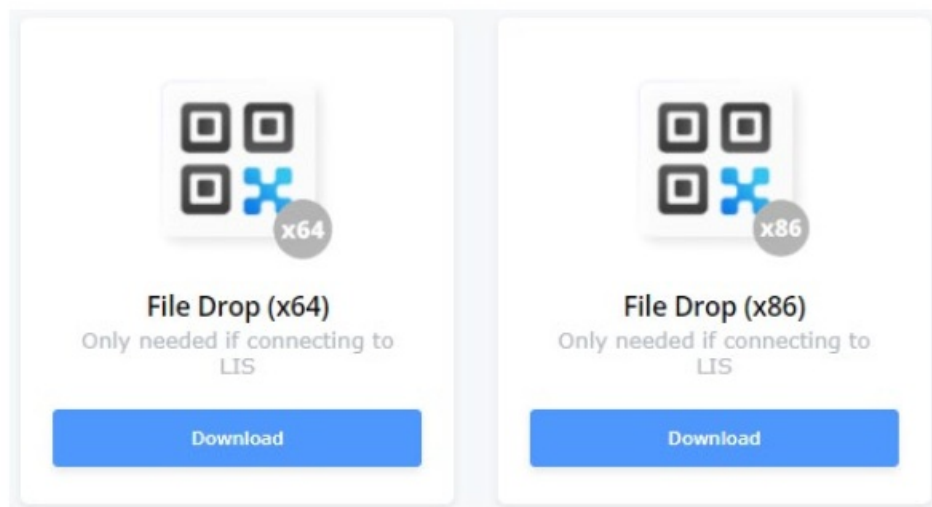 x64
File Drop (x64)
Only needed if connecting to
LIS
Download
x86
File Drop (x86)
Only needed if connecting to
LIS
Download